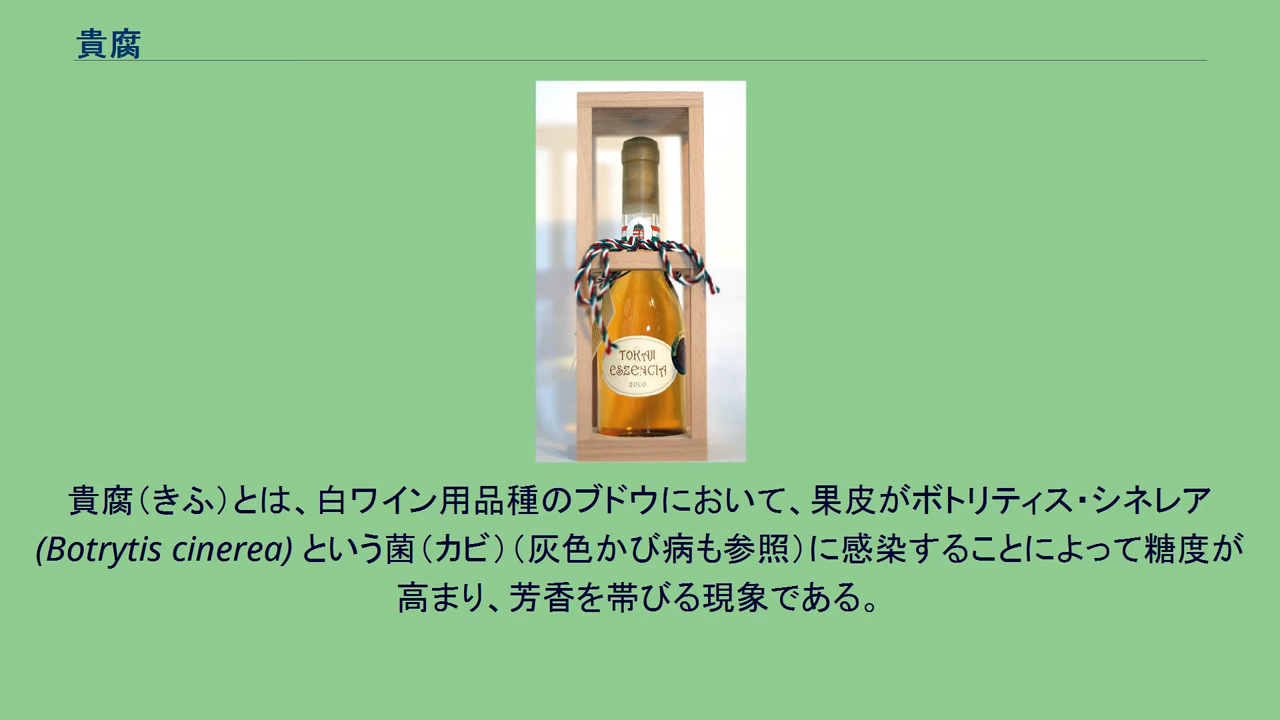 貴腐
TOKAJI
ESZENCIA
2000
貴腐（きふ）とは、白ワイン用品種のブドウにおいて、果皮がボトリティス・シネレア
(Botrytis cinerea) という菌（カビ）（灰色かび病も参照）に感染することによって糖度が
高まり、芳香を帯びる現象である。